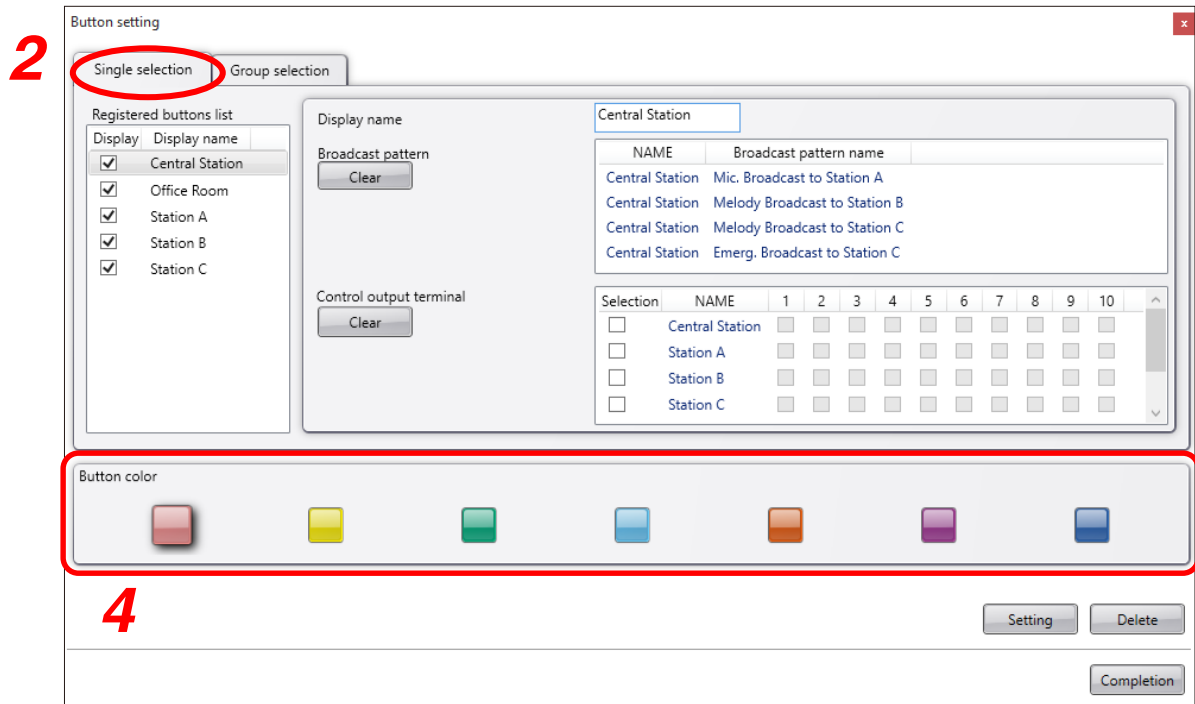 Button setting
x
2
Single selection Group selection
Registered buttons list
Display Display name
Central Station
Office Room
Station A
Station B
Station C
Display name Central Station
Broadcast pattern
Clear
NAME Broadcast pattern name
Central Station Mic. Broadcast to Station A
Central Station Melody Broadcast to Station B
Central Station Melody Broadcast to Station C
Central Station Emerg. Broadcast to Station C
Control output terminal
Clear
Selection NAME 1 2 3 4 5 6 7 8 9 10
Central Station
Station A
Station B
Station C
Button color
4
Setting Delete
Completion